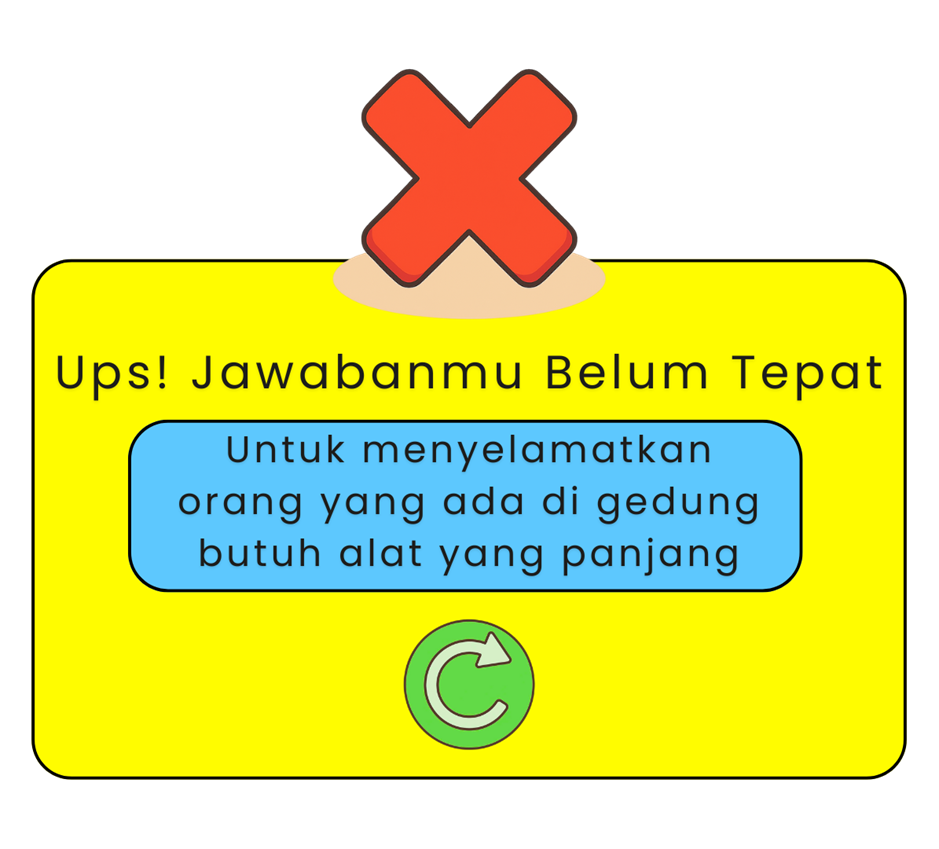 Ups! Jawabanmu Belum Tepat
Untuk menyelamatkan
orang yang ada di gedung
butuh alat yang panjang